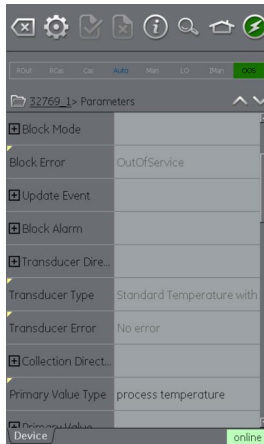 ROut RCas Cas Auto Man LO IMan OOS
32769_1> Parameters
Block Mode
Block Error OutOfService
Update Event
Block Alarm
Transducer Dire...
Transducer Type Standard Temperature with
Transducer Error No error
Collection Direct...
Primary Value Type process temperature
Primary Value
Device online